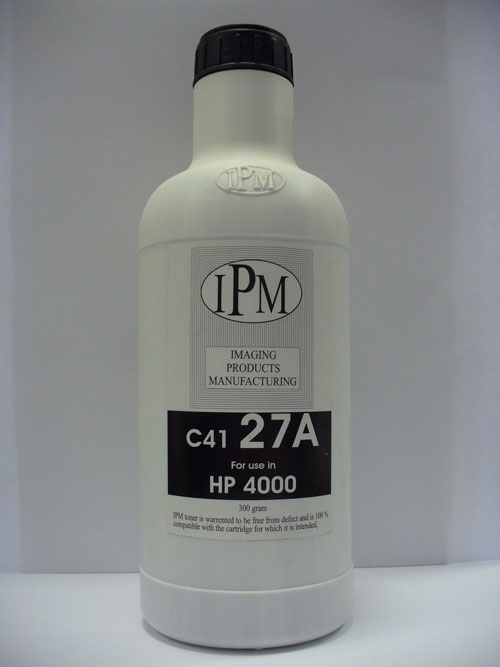 IPM
IPM
IMAGING
PRODUCTS
MANUFACTURING
C41 27A
For use in
HP 4000
300 gram
IPM toner is warrented to be free from defect and is 100 %
compatible with the cartridge for which it is intended.